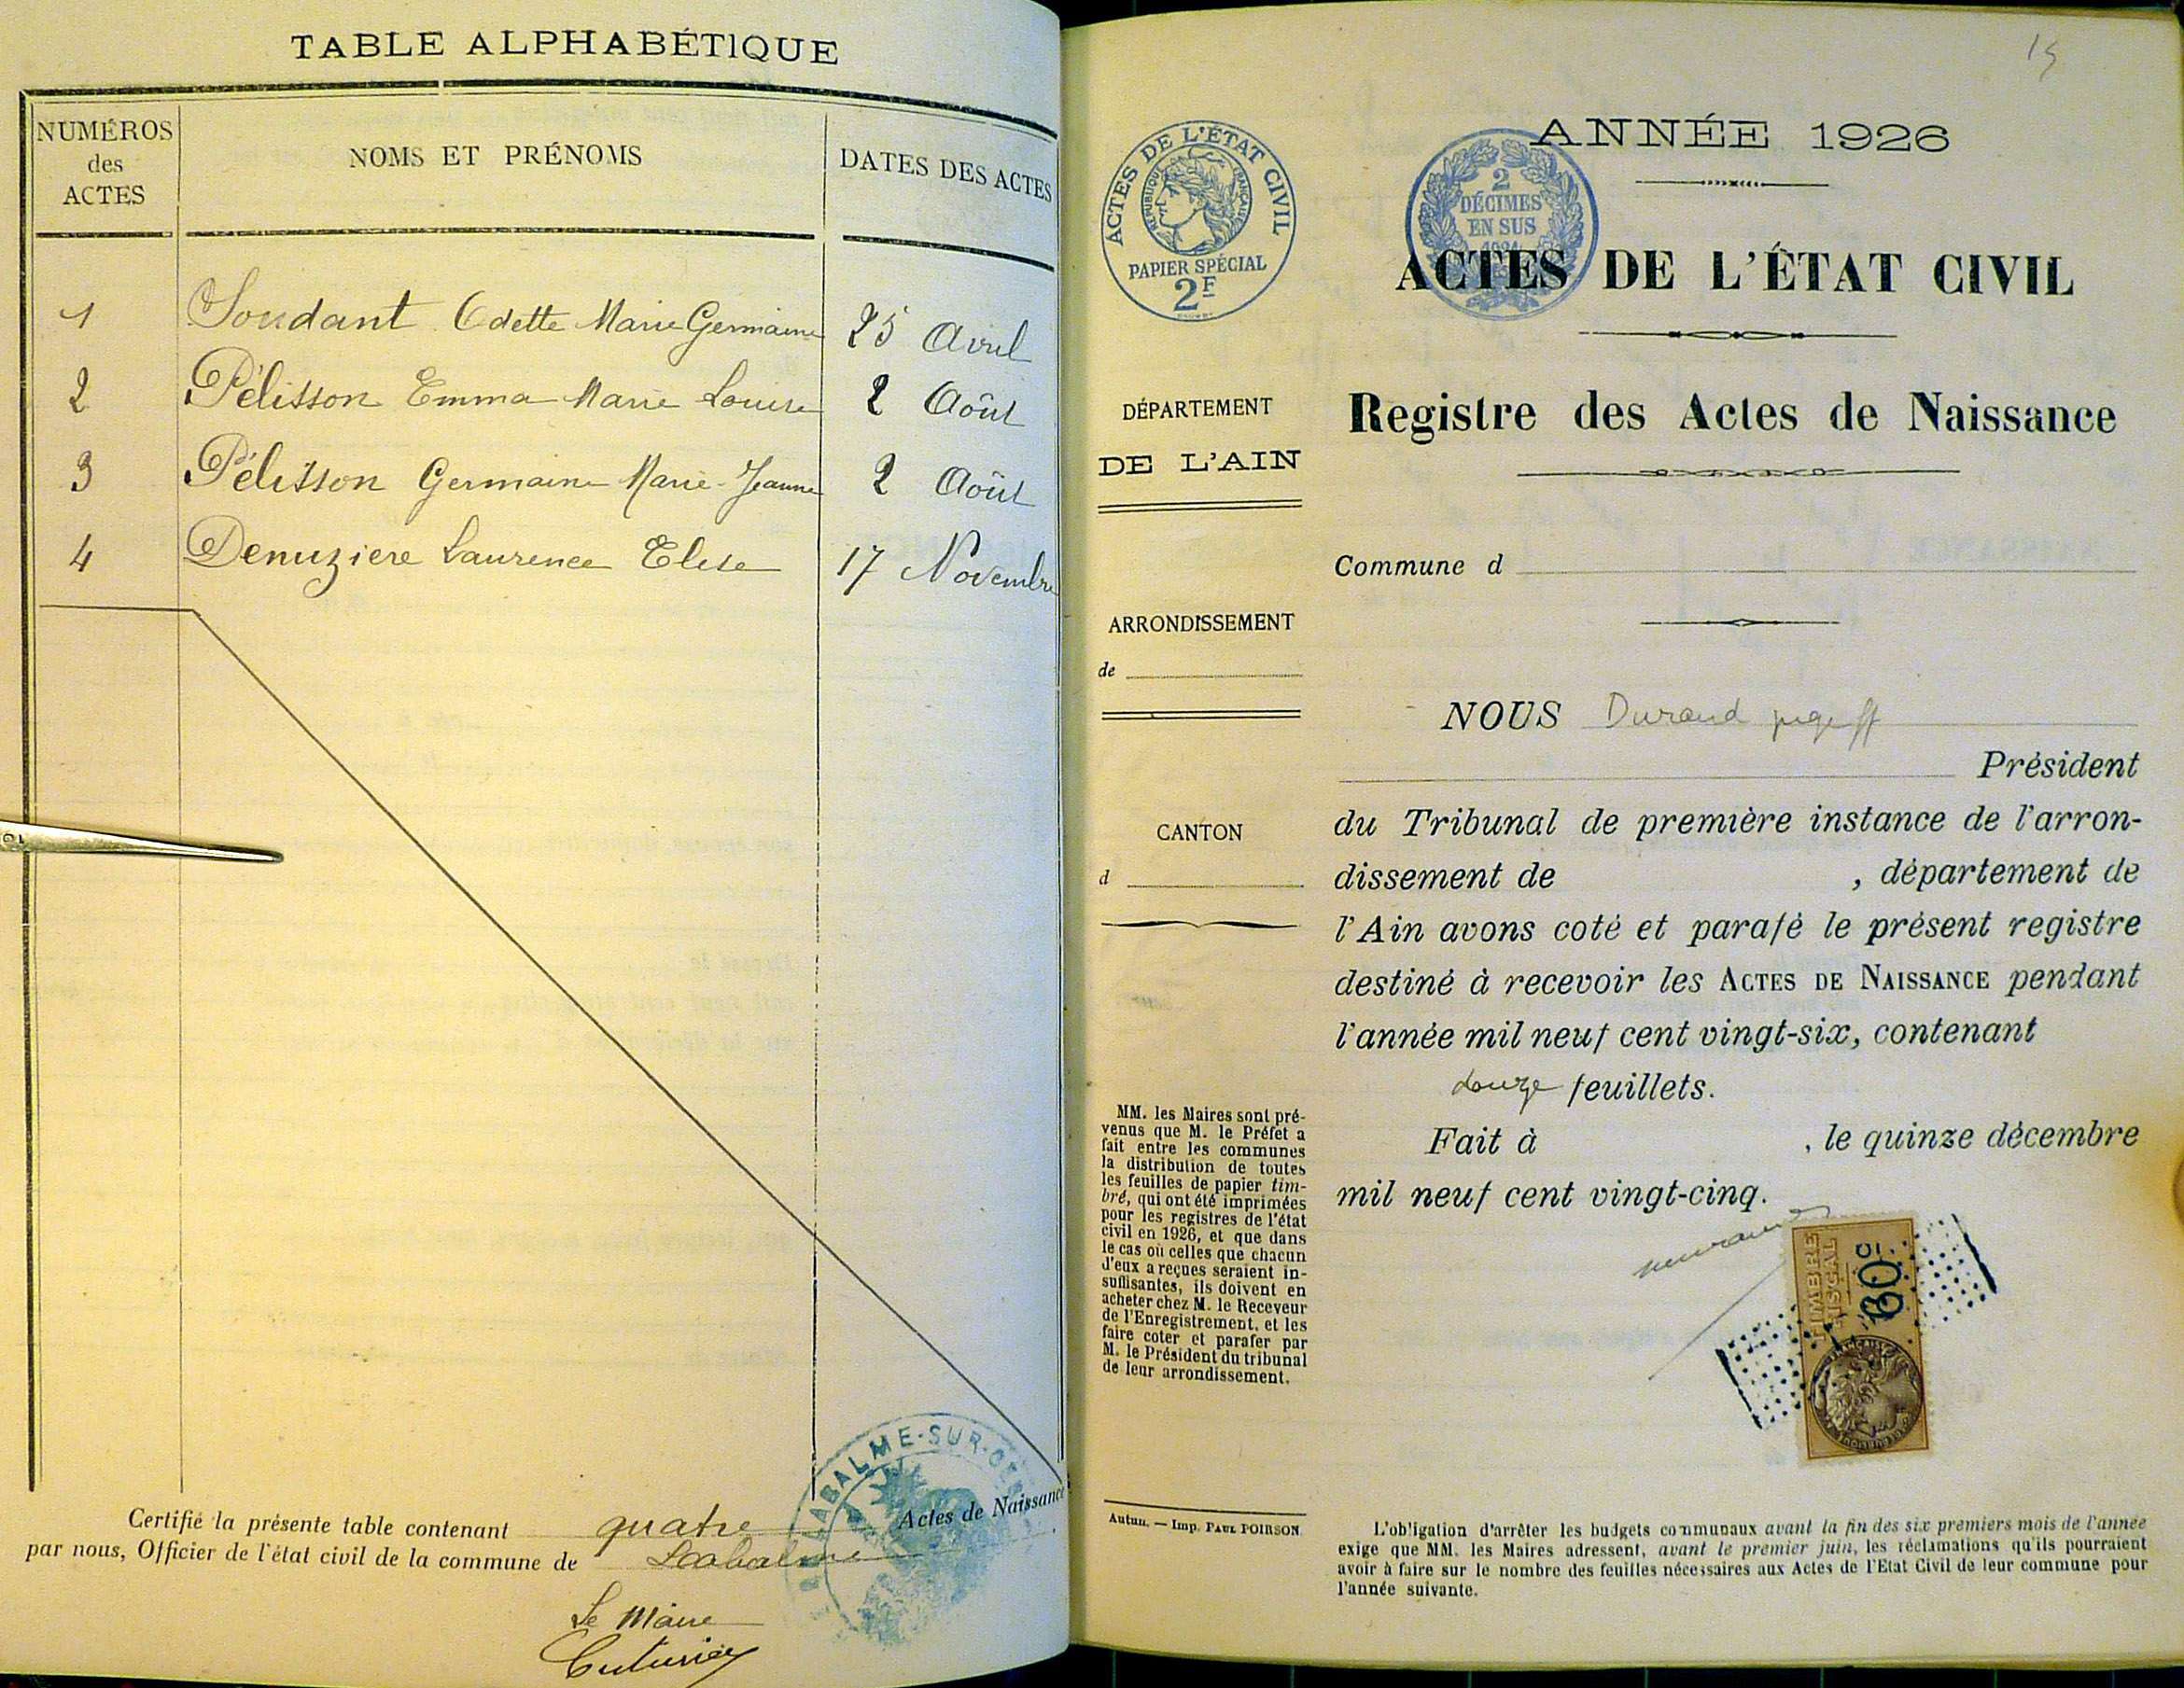 TABLE ALPHABÉTIQUE
NUMÉROS
des
ACTES
NOMS ET PRÉNOMS
DATES DES ACTES
1 Soudant Odette Marie Germaine 25 Avril
2 Pélisson Emma Marie Louise 2 Août
3 Pélisson Germaine Marie-Jeanne 2 Août
4 Denuziere Laurence Elise 17 Novembre
Certifié la présente table contenant quatre Actes de Naissance
par nous, Officier de l'état civil de la commune de Labalme
Le Maire
LABALME-SUR-CER
15
ANNÉE 1926
ACTES DE L'ÉTAT CIVIL
RÉPUBLIQUE FRANÇAISE
PAPIER SPÉCIAL
2F
2
DÉCIMES
EN SUS
ACTES DE L'ÉTAT CIVIL
Registre des Actes de Naissance
DÉPARTEMENT
DE L'AIN
Commune d
ARRONDISSEMENT
de
CANTON
d
NOUS Durand
Président
du Tribunal de première instance de l'arron-
dissement de , département de
l'Ain avons coté et parafé le présent registre
destiné à recevoir les ACTES DE NAISSANCE pendant
l'année mil neuf cent vingt-six, contenant
douze feuillets.
Fait à , le quinze décembre
mil neuf cent vingt-cinq.
TIMBRE
FISCAL
60c
MM. les Maires sont pré-
venus que M. le Préfet a
fait entre les communes
la distribution de toutes
les feuilles de papier tim-
bré, qui ont été imprimées
pour les registres de l'état
civil en 1926, et que dans
le cas où celles que chacun
d'eux a reçues seraient in-
suffisantes, ils doivent en
acheter chez M. le Receveur
de l'Enregistrement, et les
faire coter et parafer par
M. le Président du tribunal
de leur arrondissement.
Autun. — Imp. PAUL POIRSON
L'obligation d'arrêter les budgets communaux avant la fin des six premiers mois de l'année
exige que MM. les Maires adressent, avant le premier juin, les réclamations qu'ils pourraient
avoir à faire sur le nombre des feuilles nécessaires aux Actes de l'Etat Civil de leur commune pour
l'année suivante.